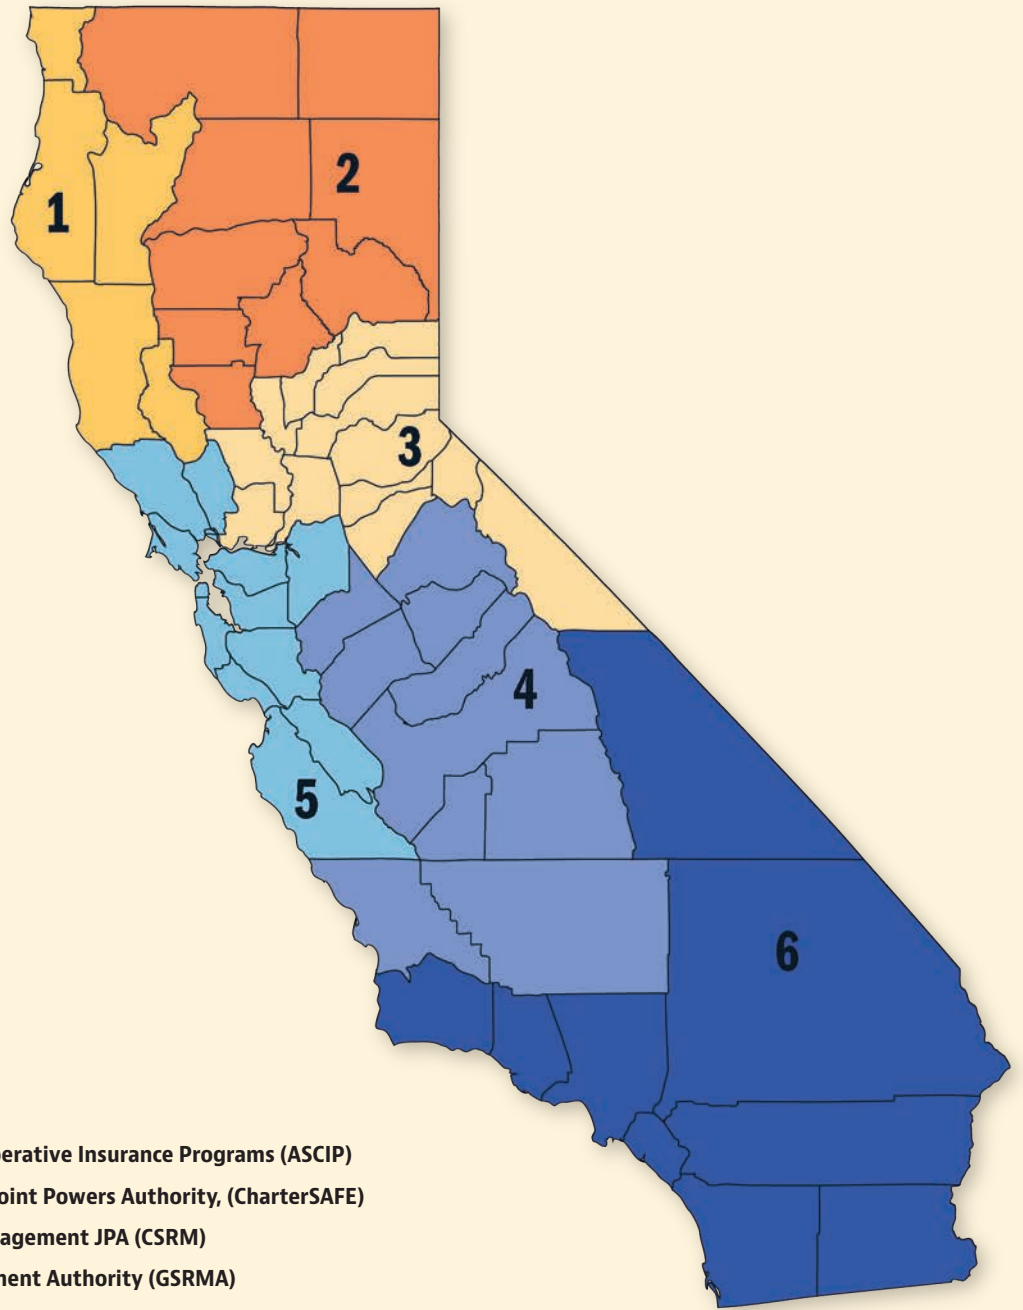 1
2
3
4
5
6
erative Insurance Programs (ASCIP)
oint Powers Authority, (CharterSAFE)
agement JPA (CSRM)
ment Authority (GSRMA)